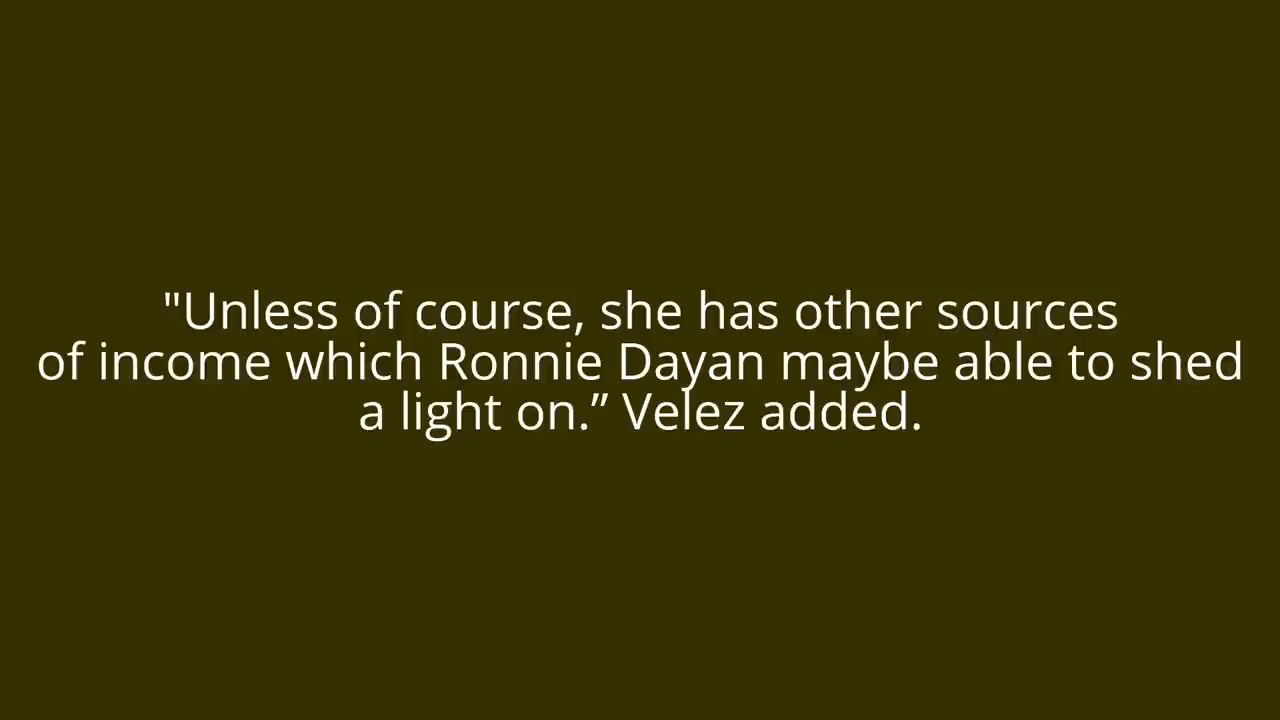 "Unless of course, she has other sources
of income which Ronnie Dayan maybe able to shed
a light on.” Velez added.